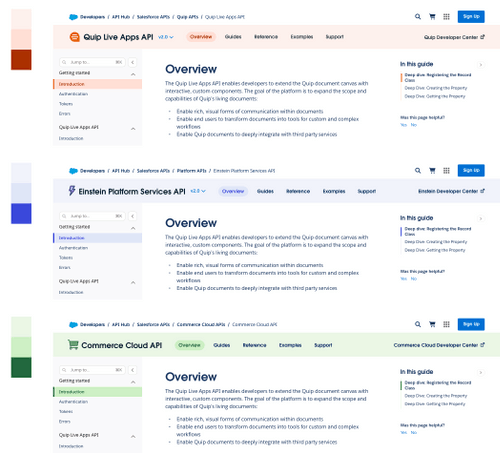 Developers / API Hub / Salesforce APIs / Quip APIs / Quip Live Apps API
Sign Up
Quip Live Apps API
v2.0
Overview
Guides
Reference
Examples
Support
Quip Developer Center
Jump to...
⌘K
Getting started
Introduction
Authentication
Tokens
Errors
Quip Live Apps API
Introduction
Overview
The Quip Live Apps API enables developers to extend the Quip document canvas with
interactive, custom components. The goal of the platform is to expand the scope and
capabilities of Quip's living documents:
• Enable rich, visual forms of communication within documents
• Enable end users to transform documents into tools for custom and complex
workflows
• Enable Quip documents to deeply integrate with third party services
In this guide
Deep Dive: Registering the Record
Class
Deep Dive: Creating the Property
Deep Dive: Getting the Property
Was this page helpful?
Yes No
Developers / API Hub / Salesforce APIs / Platform APIs / Einstein Platform Services API
Sign Up
Einstein Platform Services API
v2.0
Overview
Guides
Reference
Examples
Support
Einstein Developer Center
Jump to...
⌘K
Getting started
Introduction
Authentication
Tokens
Errors
Quip Live Apps API
Introduction
Overview
The Quip Live Apps API enables developers to extend the Quip document canvas with
interactive, custom components. The goal of the platform is to expand the scope and
capabilities of Quip's living documents:
• Enable rich, visual forms of communication within documents
• Enable end users to transform documents into tools for custom and complex
workflows
• Enable Quip documents to deeply integrate with third party services
In this guide
Deep Dive: Registering the Record
Class
Deep Dive: Creating the Property
Deep Dive: Getting the Property
Was this page helpful?
Yes No
Developers / API Hub / Salesforce APIs / Commerce Cloud APIs / Commerce Cloud API
Sign Up
Commerce Cloud API
Overview
Guides
Reference
Examples
Support
Commerce Cloud Developer Center
Jump to...
⌘K
Getting started
Introduction
Authentication
Tokens
Errors
Quip Live Apps API
Introduction
Overview
The Quip Live Apps API enables developers to extend the Quip document canvas with
interactive, custom components. The goal of the platform is to expand the scope and
capabilities of Quip's living documents:
• Enable rich, visual forms of communication within documents
• Enable end users to transform documents into tools for custom and complex
workflows
• Enable Quip documents to deeply integrate with third party services
In this guide
Deep Dive: Registering the Record
Class
Deep Dive: Creating the Property
Deep Dive: Getting the Property
Was this page helpful?
Yes No